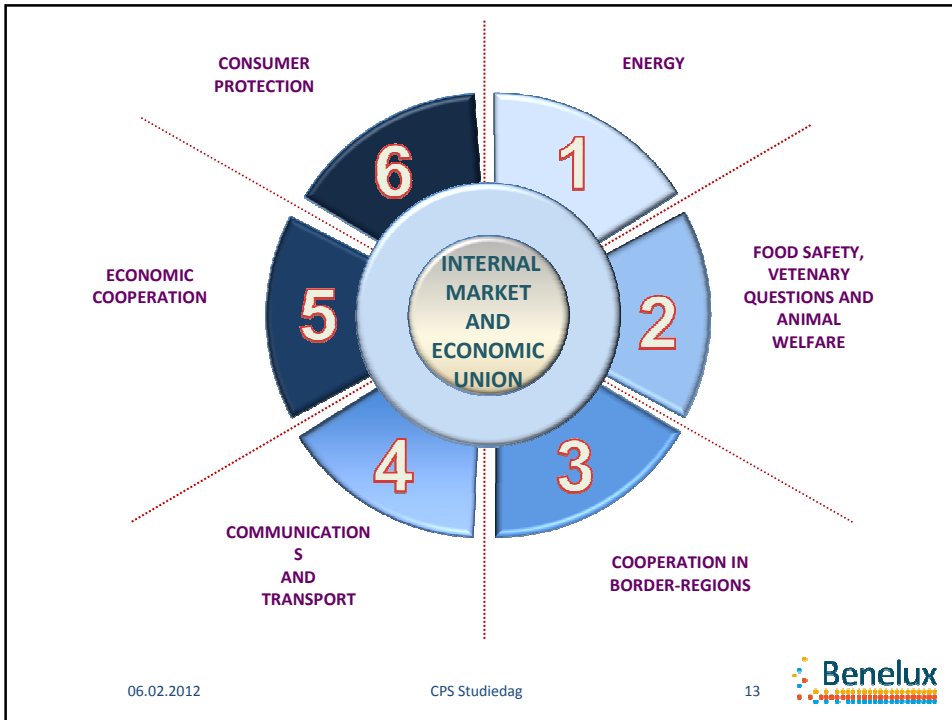 CONSUMER
PROTECTION
ENERGY
6
1
ECONOMIC
COOPERATION
5
INTERNAL
MARKET
AND
ECONOMIC
UNION
2
FOOD SAFETY,
VETENARY
QUESTIONS AND
ANIMAL
WELFARE
4
3
COMMUNICATION
S
AND
TRANSPORT
COOPERATION IN
BORDER-REGIONS
06.02.2012
CPS Studiedag
13
Benelux